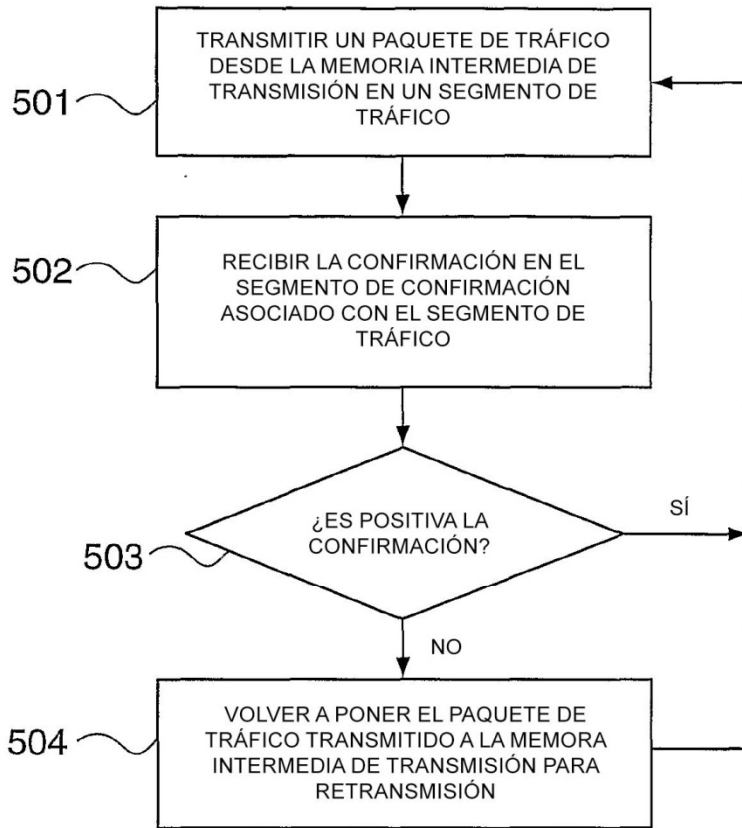 TRANSMITIR UN PAQUETE DE TRÁFICO
DESDE LA MEMORIA INTERMEDIA DE
TRANSMISIÓN EN UN SEGMENTO DE
TRÁFICO
501
RECIBIR LA CONFIRMACIÓN EN EL
SEGMENTO DE CONFIRMACIÓN
ASOCIADO CON EL SEGMENTO DE
TRÁFICO
502
¿ES POSITIVA LA
CONFIRMACIÓN?
SÍ
503
NO
VOLVER A PONER EL PAQUETE DE
TRÁFICO TRANSMITIDO A LA MEMORA
INTERMEDIA DE TRANSMISIÓN PARA
RETRANSMISIÓN
504